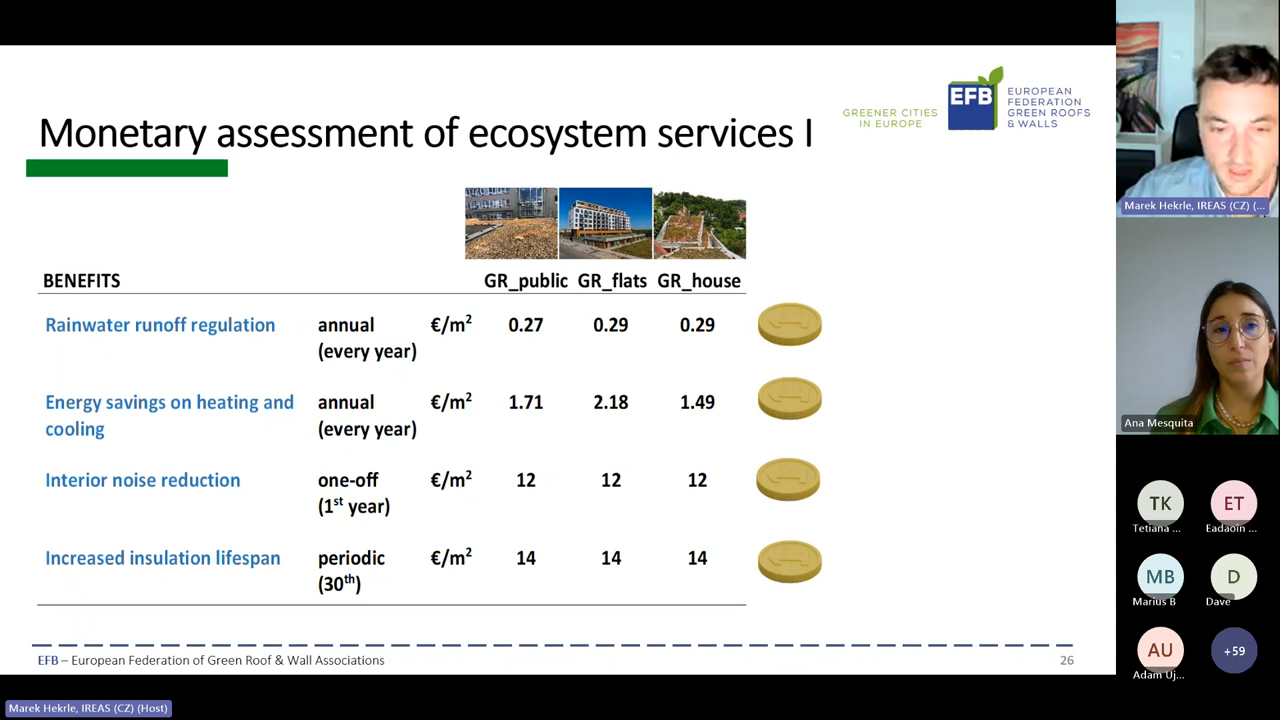 Monetary assessment of ecosystem services I
GREENER CITIES
IN EUROPE
EFB
EUROPEAN
FEDERATION
GREEN ROOFS
& WALLS
BENEFITS GR_public GR_flats GR_house
Rainwater runoff regulation annual (every year) €/m² 0.27 0.29 0.29
Energy savings on heating and cooling annual (every year) €/m² 1.71 2.18 1.49
Interior noise reduction one-off (1st year) €/m² 12 12 12
Increased insulation lifespan periodic (30th) €/m² 14 14 14
EFB – European Federation of Green Roof & Wall Associations 26
Marek Hekrle, IREAS (CZ) (...
Ana Mesquita
TK ET
Tetiana ... Eadaoin ...
MB D
Marius B Dave
AU +59
Adam Uj...
Marek Hekrle, IREAS (CZ) (Host)